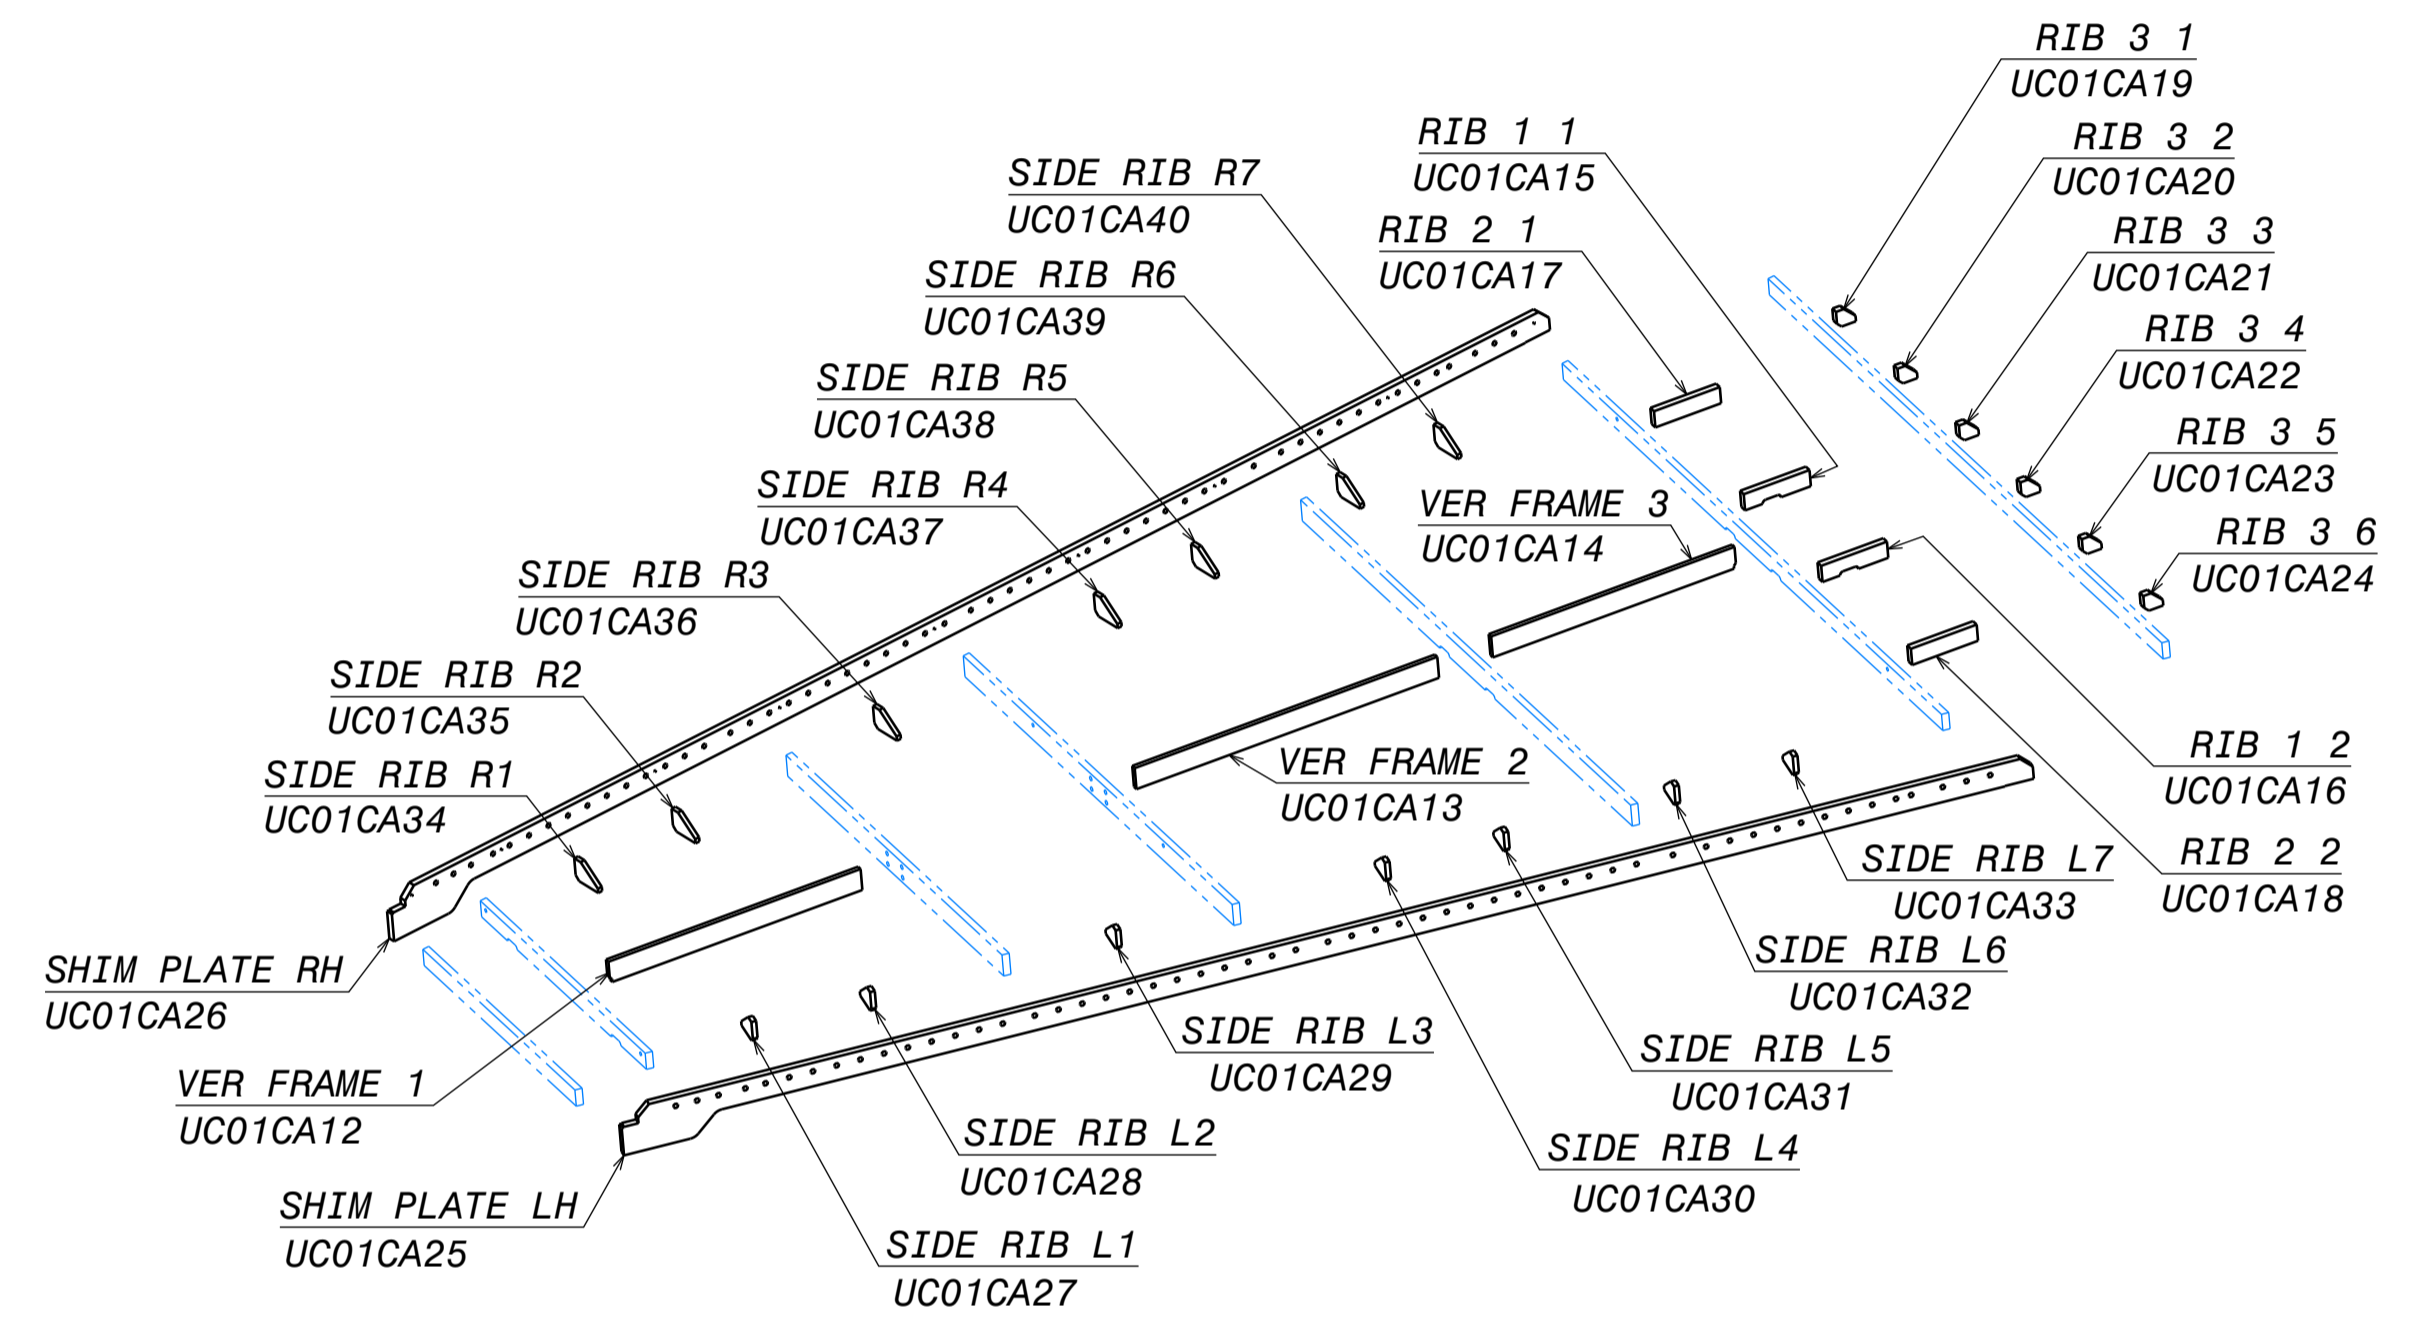 RIB 3 1
UC01CA19
RIB 3 2
UC01CA20
RIB 3 3
UC01CA21
RIB 3 4
UC01CA22
RIB 3 5
UC01CA23
RIB 3 6
UC01CA24
RIB 1 1
UC01CA15
RIB 2 1
UC01CA17
SIDE RIB R7
UC01CA40
SIDE RIB R6
UC01CA39
SIDE RIB R5
UC01CA38
SIDE RIB R4
UC01CA37
SIDE RIB R3
UC01CA36
SIDE RIB R2
UC01CA35
SIDE RIB R1
UC01CA34
VER FRAME 3
UC01CA14
VER FRAME 2
UC01CA13
RIB 1 2
UC01CA16
RIB 2 2
UC01CA18
SHIM PLATE RH
UC01CA26
VER FRAME 1
UC01CA12
SHIM PLATE LH
UC01CA25
SIDE RIB L7
UC01CA33
SIDE RIB L6
UC01CA32
SIDE RIB L5
UC01CA31
SIDE RIB L4
UC01CA30
SIDE RIB L3
UC01CA29
SIDE RIB L2
UC01CA28
SIDE RIB L1
UC01CA27